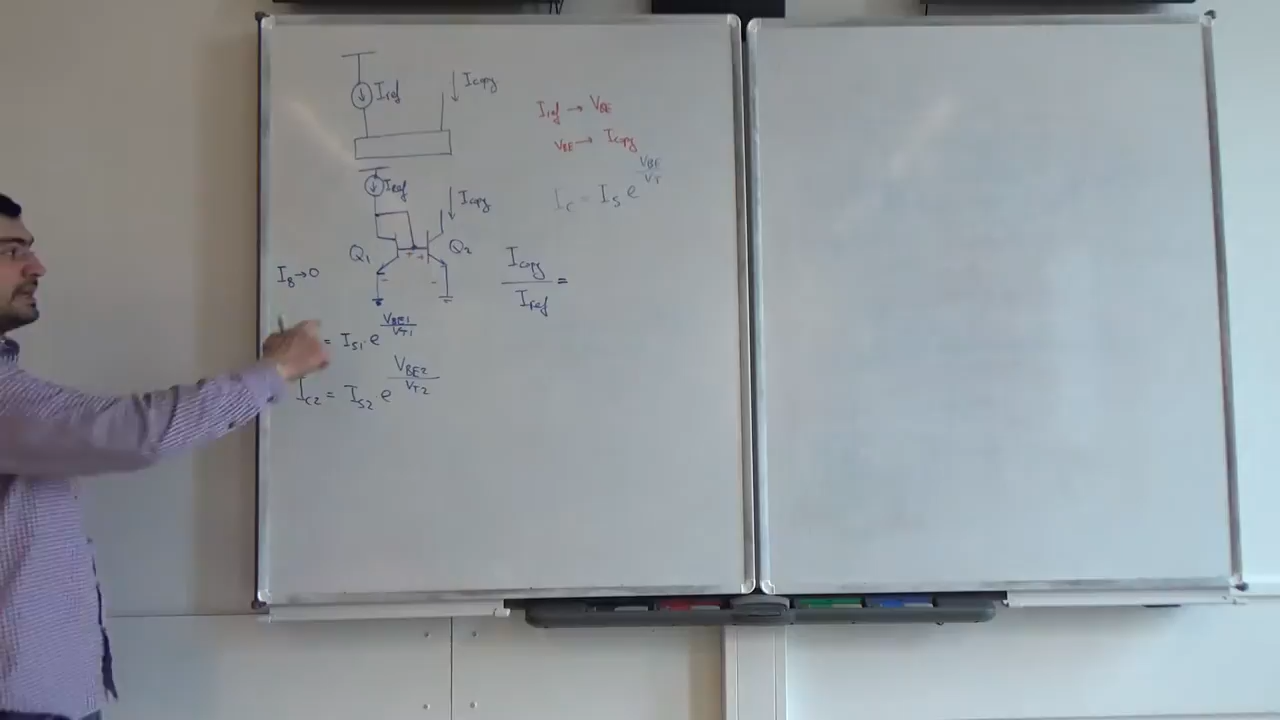 Iref
Icopy
Iref → VBE
VBE → Icopy
Iref
Icopy
IC = IS e^(VBE/VT)
Q1
Q2
IB→0
Icopy/Iref =
= IS1 · e^(VBE1/VT1)
IC2 = IS2 e^(VBE2/VT2)